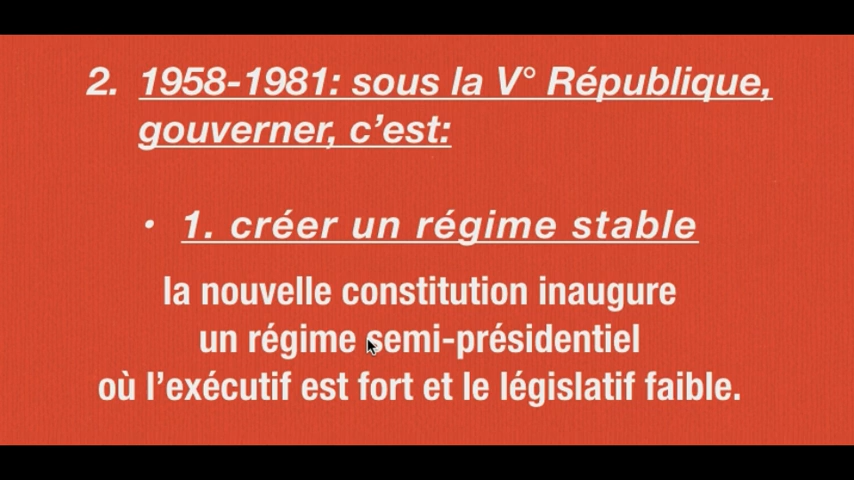 2. 1958-1981: sous la V° République,
gouverner, c’est:
• 1. créer un régime stable
la nouvelle constitution inaugure
un régime semi-présidentiel
où l’exécutif est fort et le législatif faible.